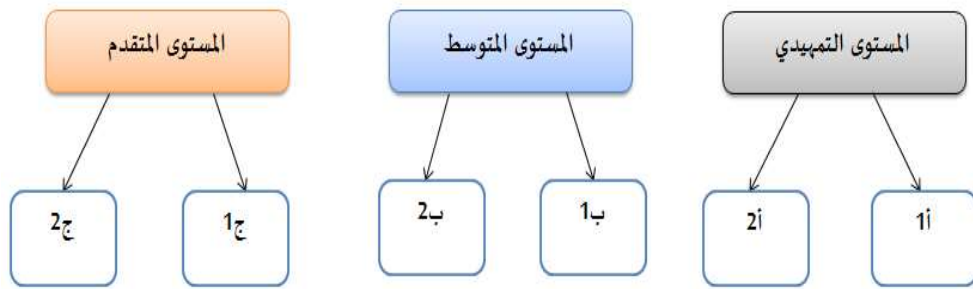 المستوى التمهيدي
المستوى المتوسط
المستوى المتقدم
أ1
أ2
ب1
ب2
ج1
ج2